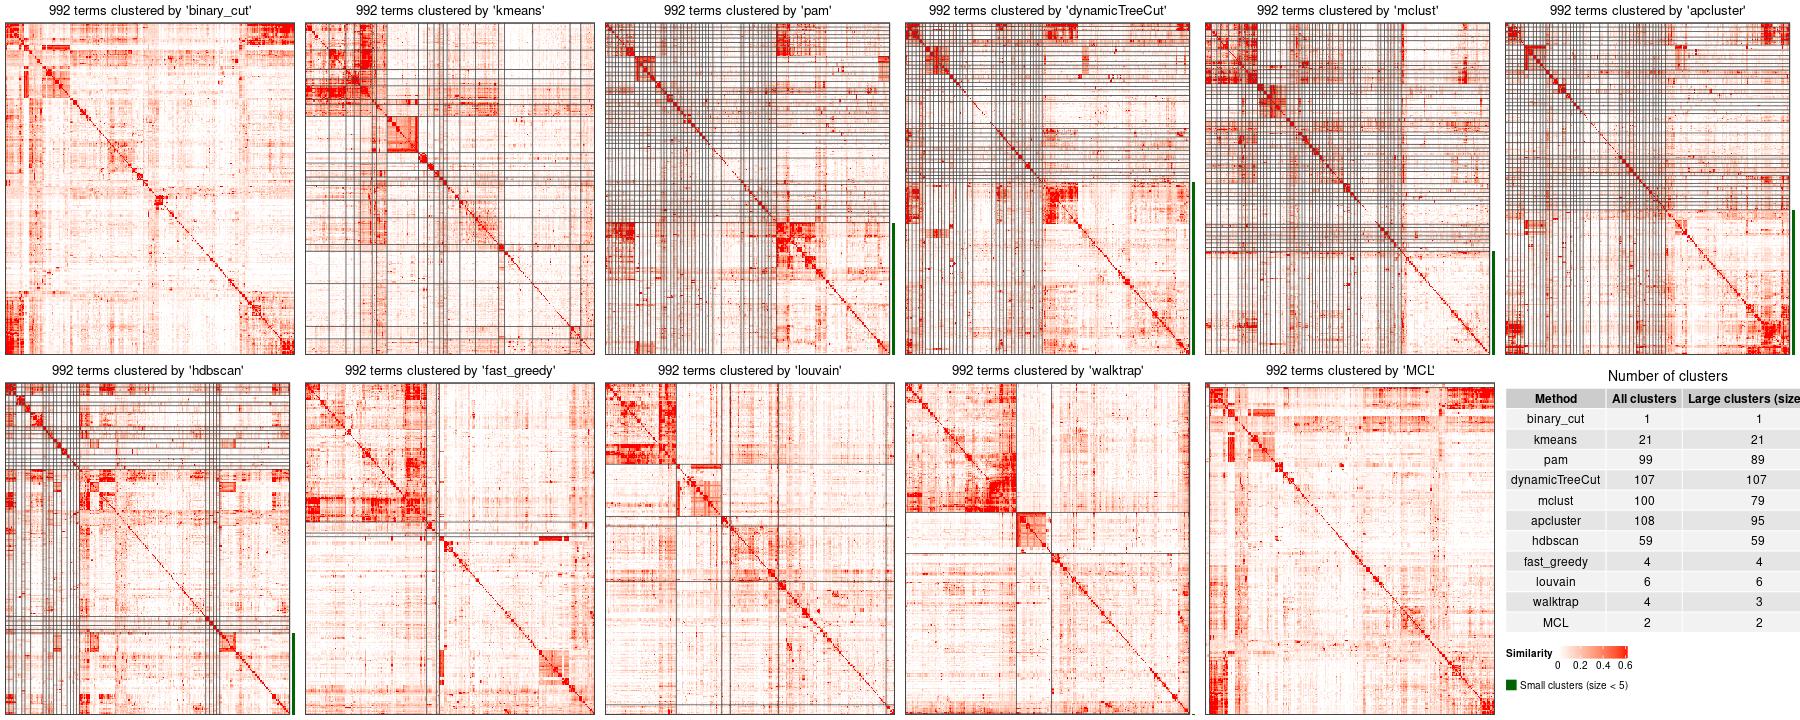 992 terms clustered by 'binary_cut'
992 terms clustered by 'kmeans'
992 terms clustered by 'pam'
992 terms clustered by 'dynamicTreeCut'
992 terms clustered by 'mclust'
992 terms clustered by 'apcluster'
992 terms clustered by 'hdbscan'
992 terms clustered by 'fast_greedy'
992 terms clustered by 'louvain'
992 terms clustered by 'walktrap'
992 terms clustered by 'MCL'
Number of clusters
Method All clusters Large clusters (size
binary_cut 1 1
kmeans 21 21
pam 99 89
dynamicTreeCut 107 107
mclust 100 79
apcluster 108 95
hdbscan 59 59
fast_greedy 4 4
louvain 6 6
walktrap 4 3
MCL 2 2
Similarity
0 0.2 0.4 0.6
Small clusters (size < 5)